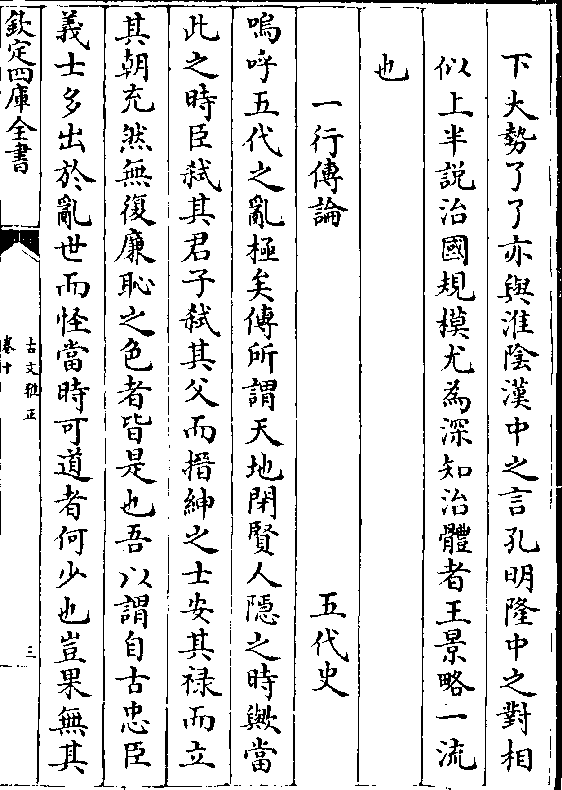 下大勢了了亦與淮陰漢中之言孔明隆中之對相
似上半説治國規模尤為深知治體者王景略一流
也
一行傳論 五代史
嗚呼五代之亂極矣傳所謂天地閉賢人隱之時歟當
此之時臣弑其君子弑其父而搢紳之士安其祿而立
其朝充然無復廉恥之色者皆是也吾以謂自古忠臣
義士多出於亂世而怪當時可道者何少也豈果無其
欽定四庫全書
古文雅正
卷十
三